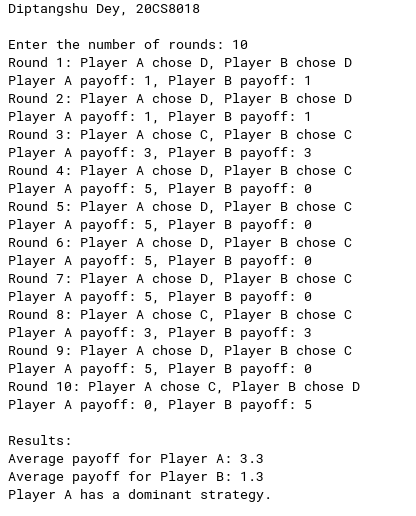 Diptangshu Dey, 20CS8018
Enter the number of rounds: 10
Round 1: Player A chose D, Player B chose D
Player A payoff: 1, Player B payoff: 1
Round 2: Player A chose D, Player B chose D
Player A payoff: 1, Player B payoff: 1
Round 3: Player A chose C, Player B chose C
Player A payoff: 3, Player B payoff: 3
Round 4: Player A chose D, Player B chose C
Player A payoff: 5, Player B payoff: 0
Round 5: Player A chose D, Player B chose C
Player A payoff: 5, Player B payoff: 0
Round 6: Player A chose D, Player B chose C
Player A payoff: 5, Player B payoff: 0
Round 7: Player A chose D, Player B chose C
Player A payoff: 5, Player B payoff: 0
Round 8: Player A chose C, Player B chose C
Player A payoff: 3, Player B payoff: 3
Round 9: Player A chose D, Player B chose C
Player A payoff: 5, Player B payoff: 0
Round 10: Player A chose C, Player B chose D
Player A payoff: 0, Player B payoff: 5
Results:
Average payoff for Player A: 3.3
Average payoff for Player B: 1.3
Player A has a dominant strategy.